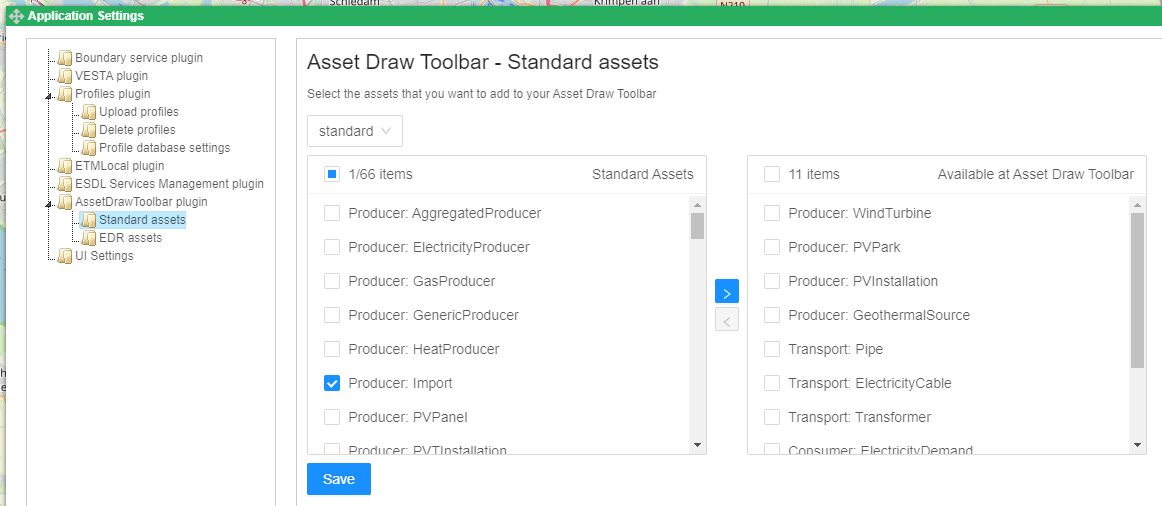 Schiedam
Krimpen aan
N210
Application Settings
Boundary service plugin
VESTA plugin
Profiles plugin
Upload profiles
Delete profiles
Profile database settings
ETMLocal plugin
ESDL Services Management plugin
AssetDrawToolbar plugin
Standard assets
EDR assets
UI Settings
Asset Draw Toolbar - Standard assets
Select the assets that you want to add to your Asset Draw Toolbar
standard
1/66 items Standard Assets
Producer: AggregatedProducer
Producer: ElectricityProducer
Producer: GasProducer
Producer: GenericProducer
Producer: HeatProducer
Producer: Import
Producer: PVPanel
Producer: PVTInstallation
>
<
11 items Available at Asset Draw Toolbar
Producer: WindTurbine
Producer: PVPark
Producer: PVInstallation
Producer: GeothermalSource
Transport: Pipe
Transport: ElectricityCable
Transport: Transformer
Consumer: ElectricityDemand
Save